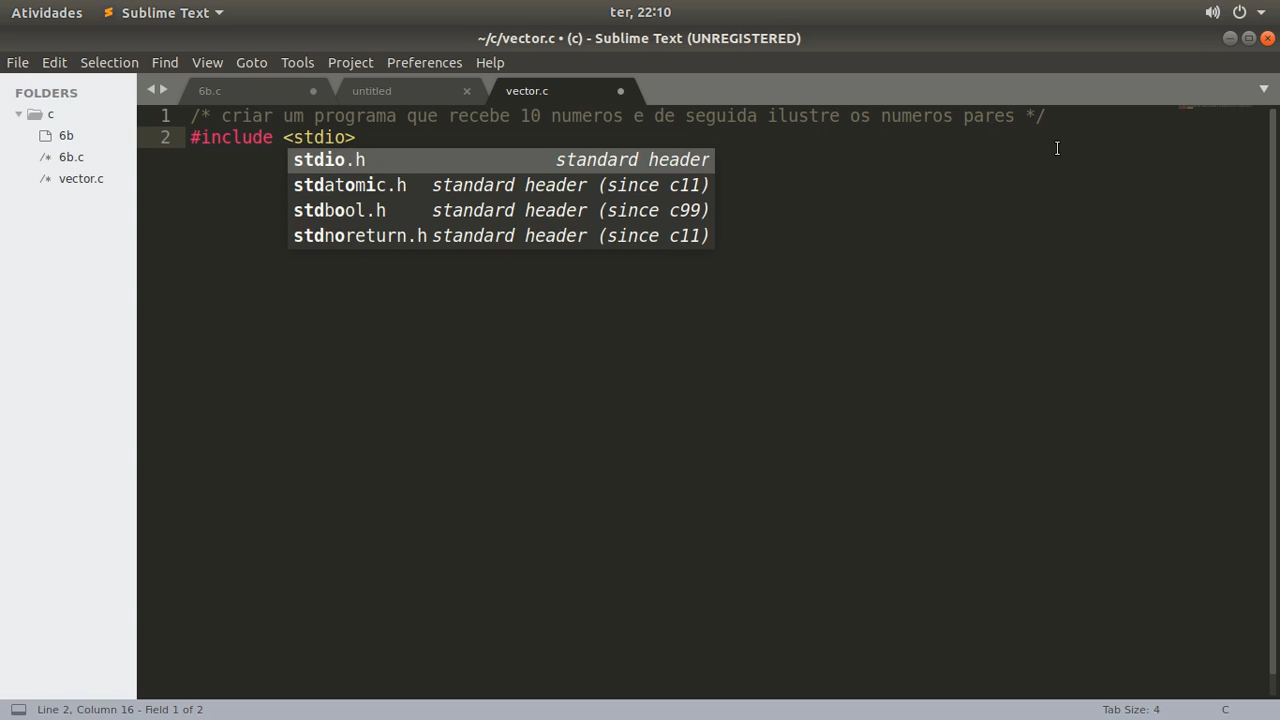 Atividades Sublime Text ter, 22:10
~/c/vector.c • (c) - Sublime Text (UNREGISTERED)
File Edit Selection Find View Goto Tools Project Preferences Help
FOLDERS
c
6b
/* 6b.c
/* vector.c
6b.c untitled vector.c
1 /* criar um programa que recebe 10 numeros e de seguida ilustre os numeros pares */
2 #include <stdio>
stdio.h standard header
stdatomic.h standard header (since c11)
stdbool.h standard header (since c99)
stdnoreturn.h standard header (since c11)
Line 2, Column 16 - Field 1 of 2 Tab Size: 4 C